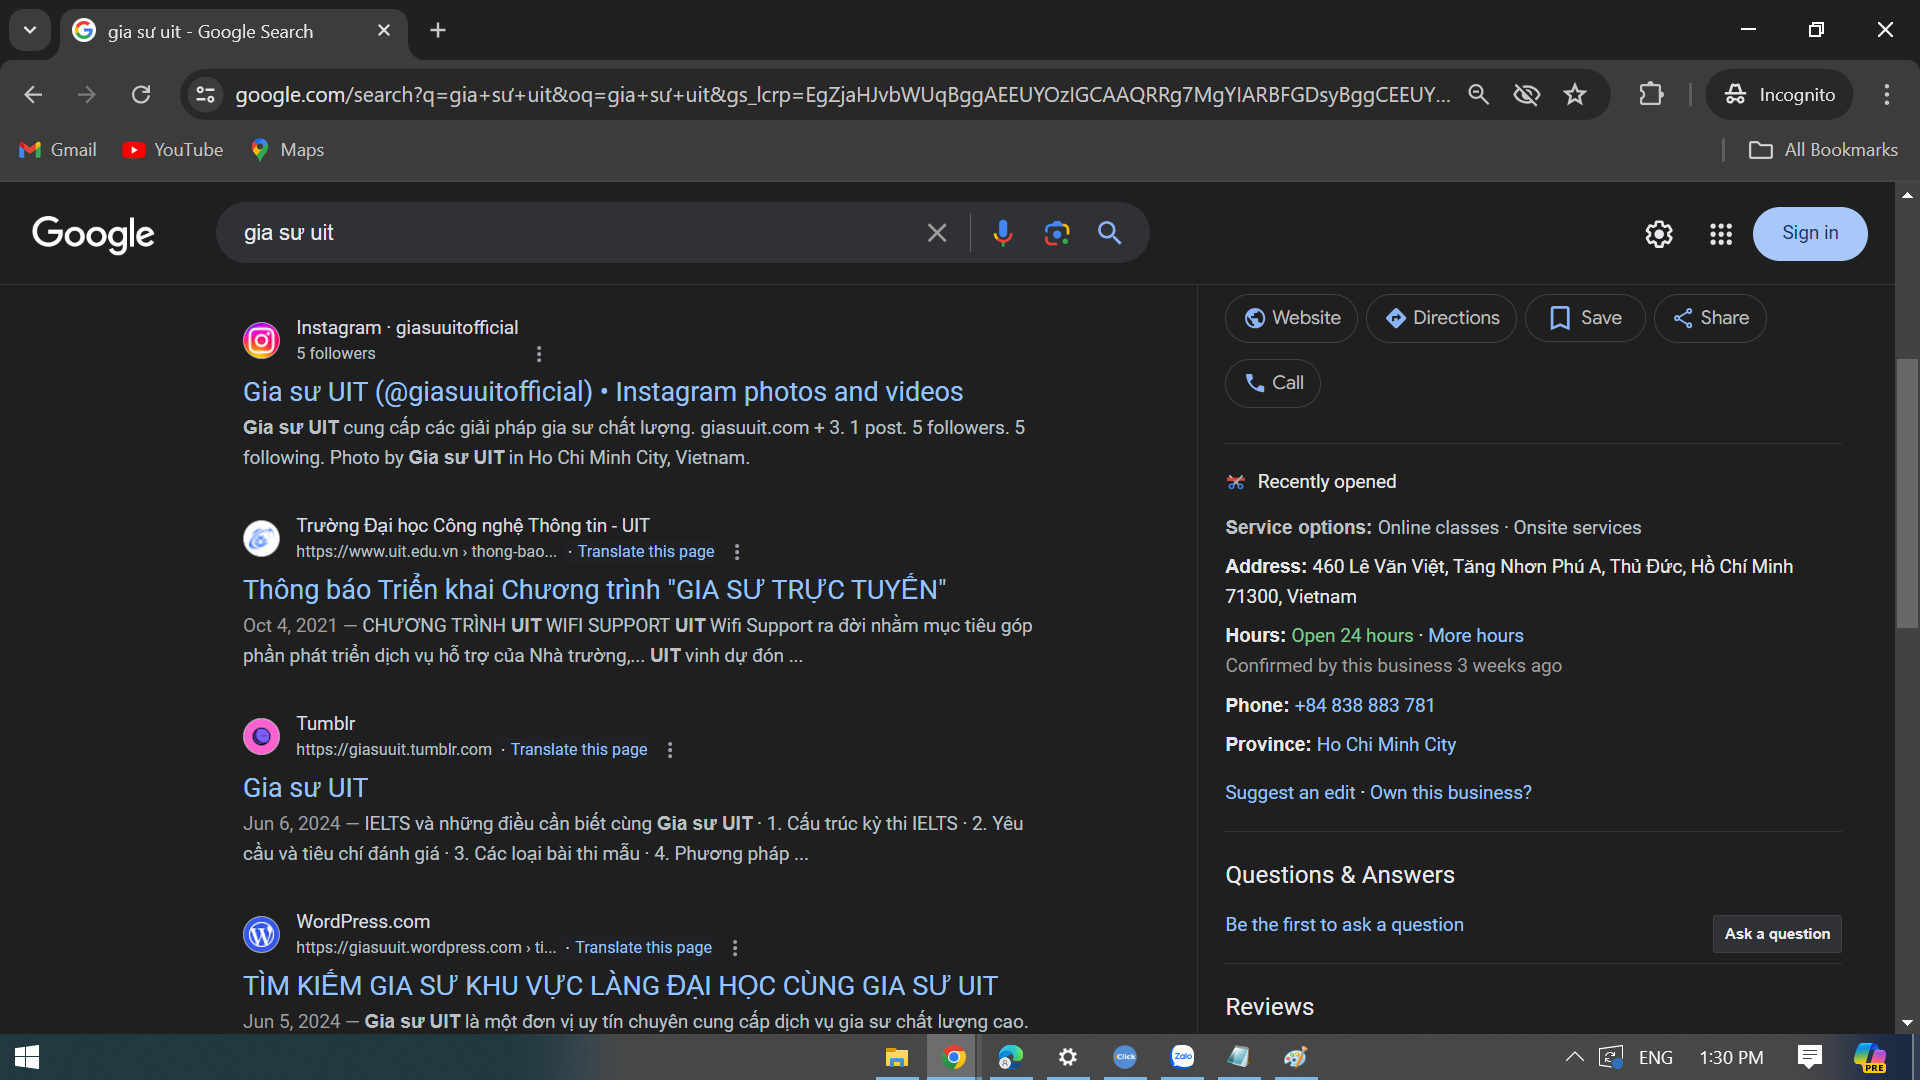 gia sư uit - Google Search
google.com/search?q=gia+sư+uit&oq=gia+sư+uit&gs_lcrp=EgZjaHJvbWUqBggAEEUYOzIGCAAQRRg7MgYIARBFGDsyBggCEEUY...
Incognito
Gmail
YouTube
Maps
All Bookmarks
Google
gia sư uit
Sign in
Instagram · giasuuitofficial
5 followers
Gia sư UIT (@giasuuitofficial) • Instagram photos and videos
Gia sư UIT cung cấp các giải pháp gia sư chất lượng. giasuuit.com + 3. 1 post. 5 followers. 5
following. Photo by Gia sư UIT in Ho Chi Minh City, Vietnam.
Trường Đại học Công nghệ Thông tin - UIT
https://www.uit.edu.vn › thong-bao... · Translate this page
Thông báo Triển khai Chương trình "GIA SƯ TRỰC TUYẾN"
Oct 4, 2021 — CHƯƠNG TRÌNH UIT WIFI SUPPORT UIT Wifi Support ra đời nhằm mục tiêu góp
phần phát triển dịch vụ hỗ trợ của Nhà trường,... UIT vinh dự đón ...
Tumblr
https://giasuuit.tumblr.com · Translate this page
Gia sư UIT
Jun 6, 2024 — IELTS và những điều cần biết cùng Gia sư UIT · 1. Cấu trúc kỳ thi IELTS · 2. Yêu
cầu và tiêu chí đánh giá · 3. Các loại bài thi mẫu · 4. Phương pháp ...
WordPress.com
https://giasuuit.wordpress.com › ti... · Translate this page
TÌM KIẾM GIA SƯ KHU VỰC LÀNG ĐẠI HỌC CÙNG GIA SƯ UIT
Jun 5, 2024 — Gia sư UIT là một đơn vị uy tín chuyên cung cấp dịch vụ gia sư chất lượng cao.
Website
Directions
Save
Share
Call
Recently opened
Service options: Online classes · Onsite services
Address: 460 Lê Văn Việt, Tăng Nhơn Phú A, Thủ Đức, Hồ Chí Minh
71300, Vietnam
Hours: Open 24 hours · More hours
Confirmed by this business 3 weeks ago
Phone: +84 838 883 781
Province: Ho Chi Minh City
Suggest an edit · Own this business?
Questions & Answers
Be the first to ask a question
Ask a question
Reviews
Click
Zalo
ENG
1:30 PM
PRE